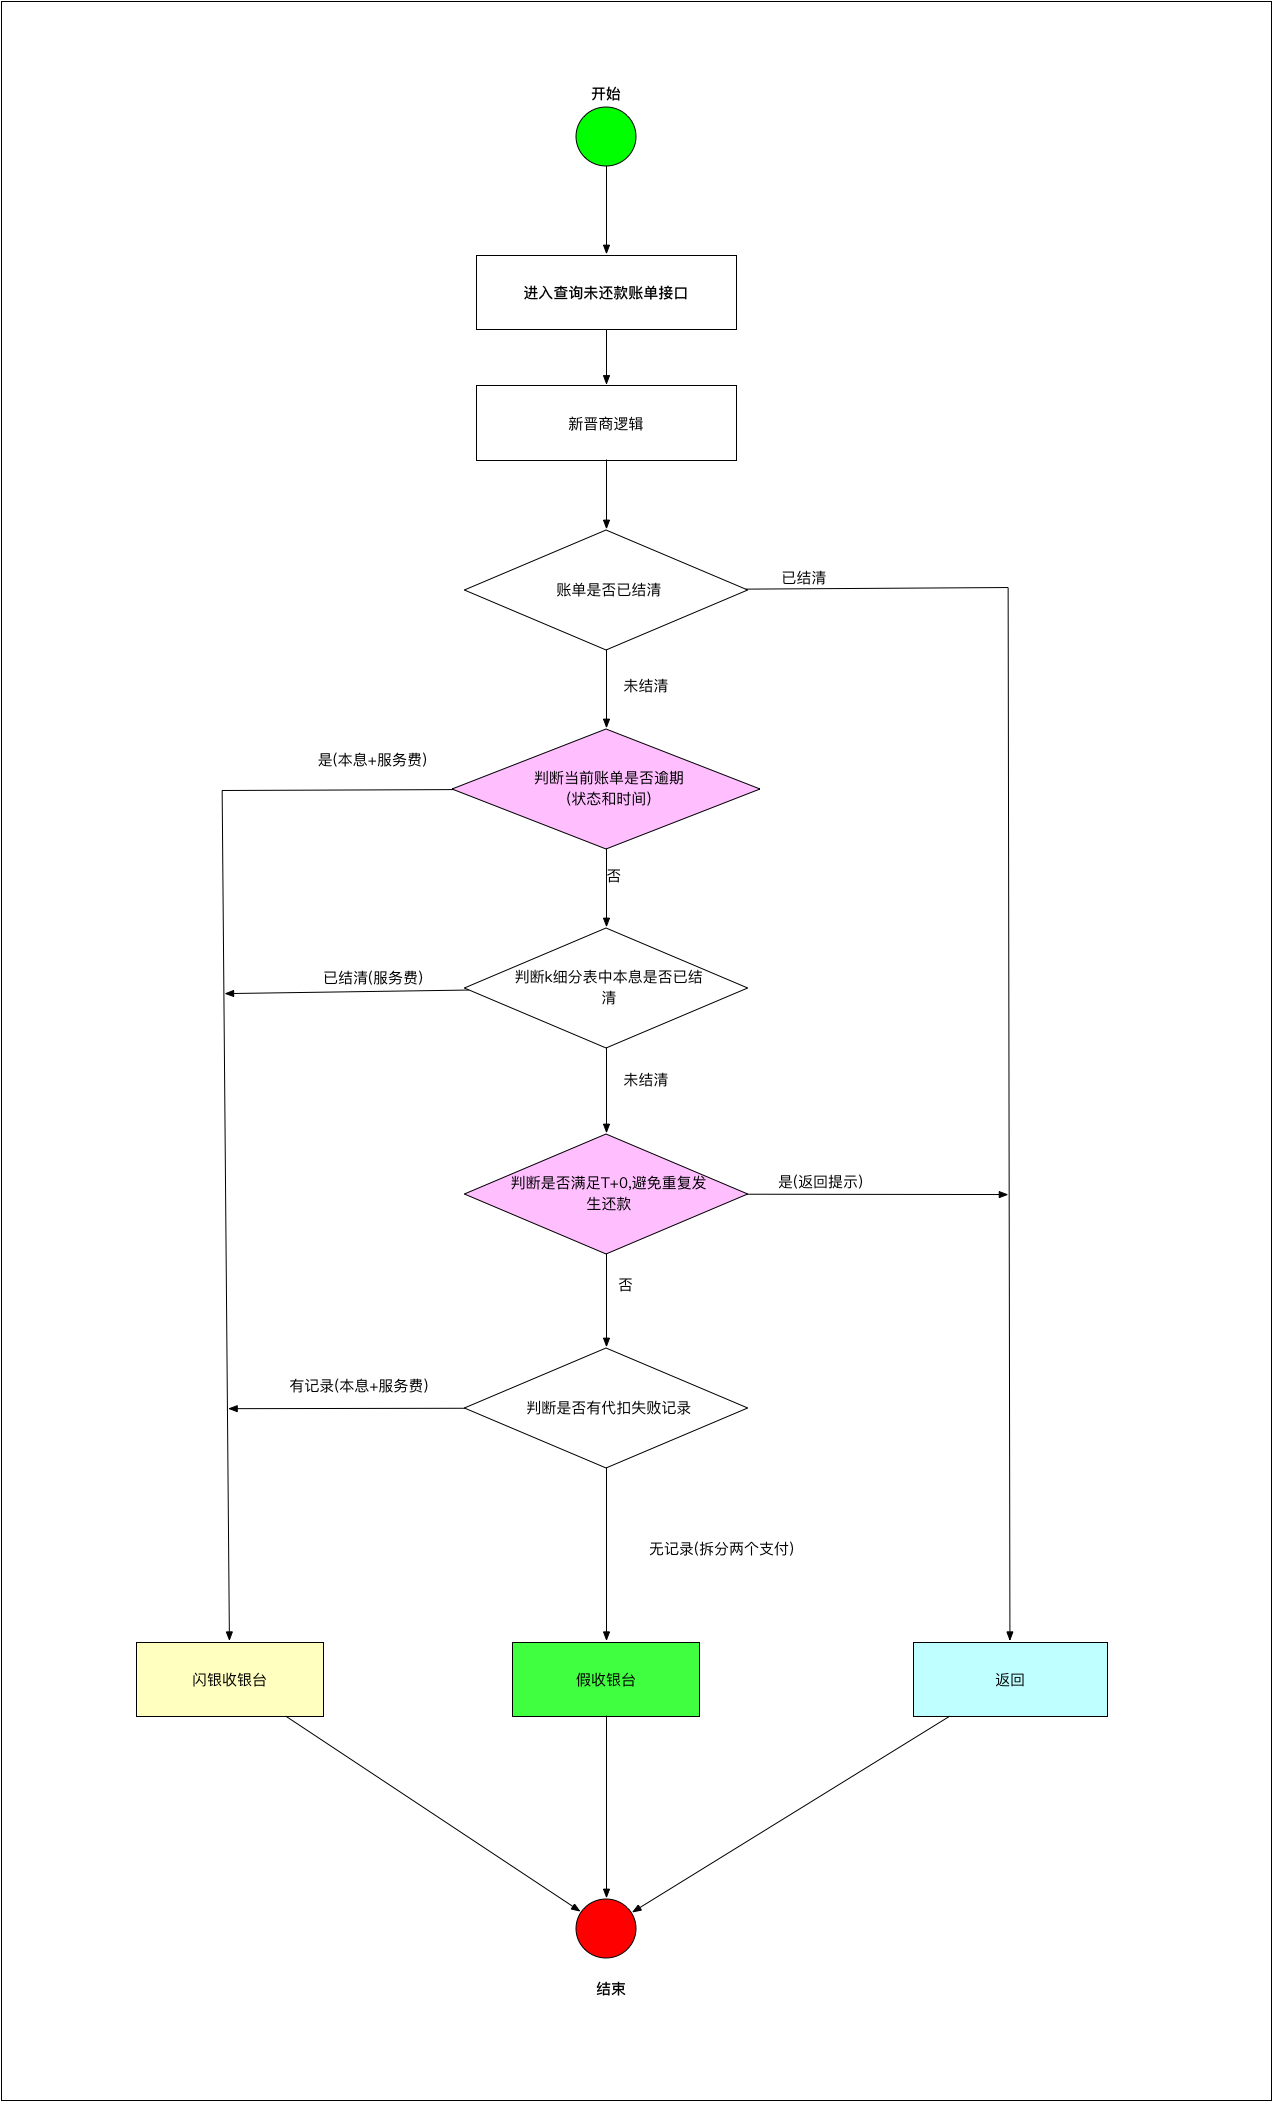 开始
进入查询未还款账单接口
新晋商逻辑
账单是否已结清
已结清
未结清
是(本息+服务费)
判断当前账单是否逾期
(状态和时间)
否
已结清(服务费)
判断k细分表中本息是否已结
清
未结清
判断是否满足T+0,避免重复发
生还款
是(返回提示)
否
有记录(本息+服务费)
判断是否有代扣失败记录
无记录(拆分两个支付)
闪银收银台
假收银台
返回
结束